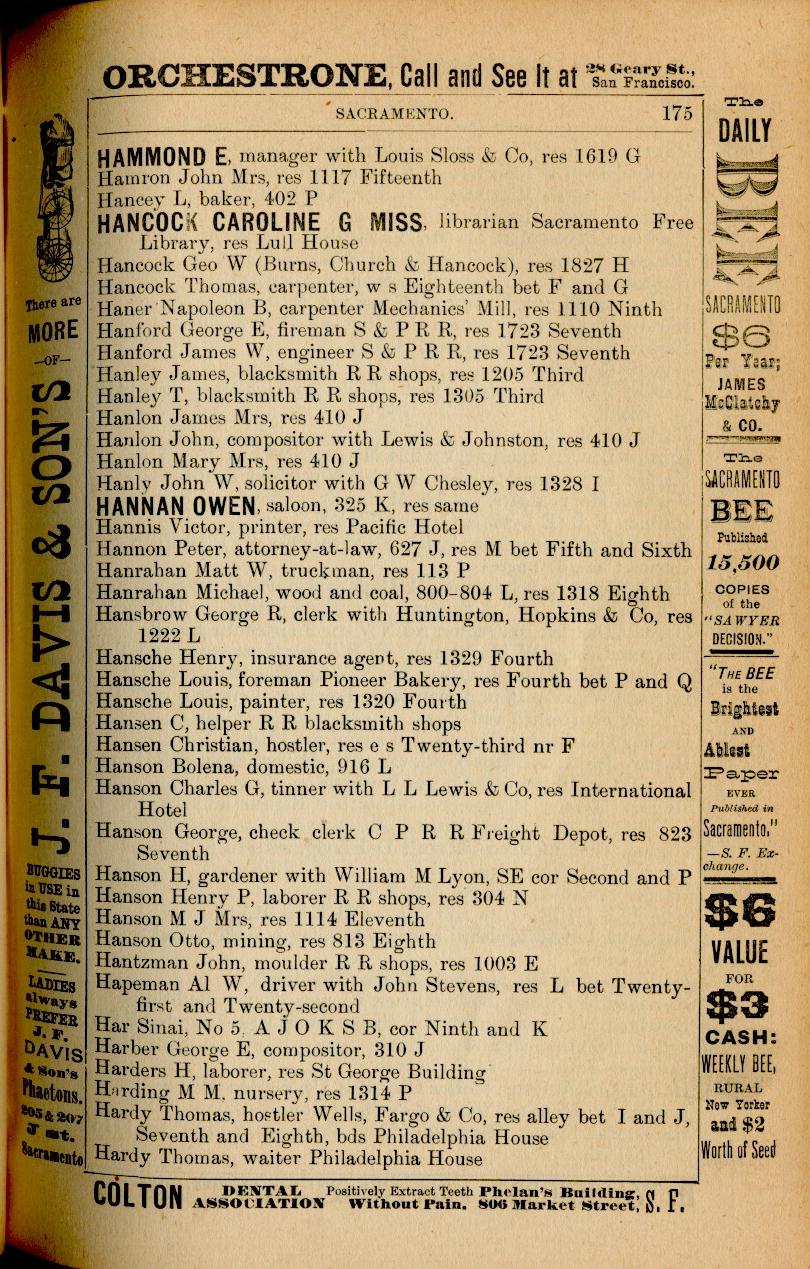 ORCHESTRONE, Call and See It at 28 Geary St., San Francisco.
SACRAMENTO. 175
HAMMOND E, manager with Louis Sloss & Co, res 1619 G
Hamron John Mrs, res 1117 Fifteenth
Hancey L, baker, 402 P
HANCOCK CAROLINE G MISS, librarian Sacramento Free
Library, res Lull House
Hancock Geo W (Burns, Church & Hancock), res 1827 H
Hancock Thomas, carpenter, w s Eighteenth bet F and G
Haner Napoleon B, carpenter Mechanics' Mill, res 1110 Ninth
Hanford George E, fireman S & P R R, res 1723 Seventh
Hanford James W, engineer S & P R R, res 1723 Seventh
Hanley James, blacksmith R R shops, res 1205 Third
Hanley T, blacksmith R R shops, res 1305 Third
Hanlon James Mrs, res 410 J
Hanlon John, compositor with Lewis & Johnston, res 410 J
Hanlon Mary Mrs, res 410 J
Hanly John W, solicitor with G W Chesley, res 1328 I
HANNAN OWEN, saloon, 325 K, res same
Hannis Victor, printer, res Pacific Hotel
Hannon Peter, attorney-at-law, 627 J, res M bet Fifth and Sixth
Hanrahan Matt W, truckman, res 113 P
Hanrahan Michael, wood and coal, 800-804 L, res 1318 Eighth
Hansbrow George R, clerk with Huntington, Hopkins & Co, res
1222 L
Hansche Henry, insurance agent, res 1329 Fourth
Hansche Louis, foreman Pioneer Bakery, res Fourth bet P and Q
Hansche Louis, painter, res 1320 Fourth
Hansen C, helper R R blacksmith shops
Hansen Christian, hostler, res e s Twenty-third nr F
Hanson Bolena, domestic, 916 L
Hanson Charles G, tinner with L L Lewis & Co, res International
Hotel
Hanson George, check clerk C P R R Freight Depot, res 823
Seventh
Hanson H, gardener with William M Lyon, SE cor Second and P
Hanson Henry P, laborer R R shops, res 304 N
Hanson M J Mrs, res 1114 Eleventh
Hanson Otto, mining, res 813 Eighth
Hantzman John, moulder R R shops, res 1003 E
Hapeman Al W, driver with John Stevens, res L bet Twenty-
first and Twenty-second
Har Sinai, No 5, A J O K S B, cor Ninth and K
Harber George E, compositor, 310 J
Harders H, laborer, res St George Building
Harding M M, nursery, res 1314 P
Hardy Thomas, hostler Wells, Fargo & Co, res alley bet I and J,
Seventh and Eighth, bds Philadelphia House
Hardy Thomas, waiter Philadelphia House
There are
MORE
—OF—
J. F. DAVIS & SON'S
BUGGIES
in USE in
this State
than ANY
OTHER
MAKE.
LADIES
always
PREFER
J. F.
DAVIS
& Son's
Phaetons.
205 & 207
J st.
Sacramento
The
DAILY
BEE
SACRAMENTO
$6
Per Year;
JAMES
McClatchy
& CO.
The
SACRAMENTO
BEE
Published
15,500
COPIES
of the
"SAWYER
DECISION."
"THE BEE
is the
Brightest
AND
Ablest
Paper
EVER
Published in
Sacramento,"
—S. F. Ex-
change.
$6
VALUE
FOR
$3
CASH:
WEEKLY BEE,
RURAL
New Yorker
and $2
Worth of Seed
COLTON DENTAL ASSOCIATION Positively Extract Teeth Without Pain. Phelan's Building, 806 Market Street, S. F.